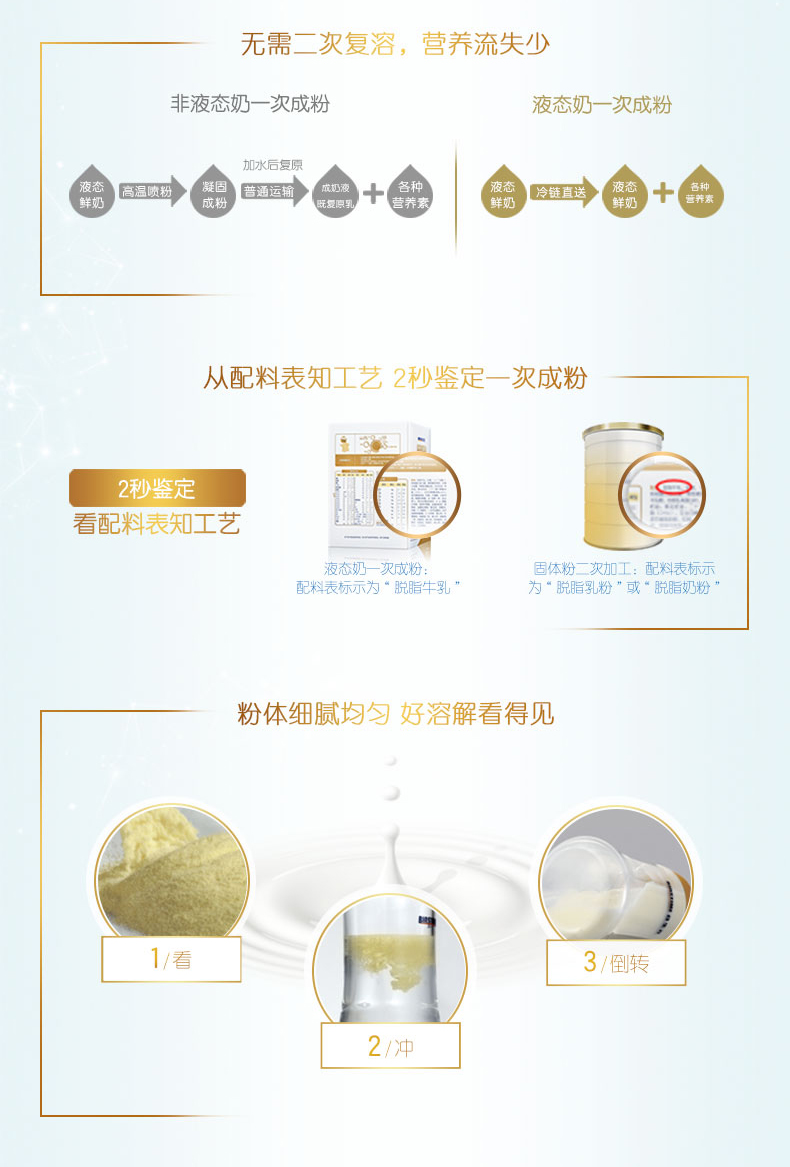 无需二次复溶，营养流失少
非液态奶一次成粉
液态奶一次成粉
加水后复原
液态
鲜奶
高温喷粉
凝固
成粉
普通运输
成奶液
既复原乳
+
各种
营养素
液态
鲜奶
冷链直送
液态
鲜奶
+
各种
营养素
从配料表知工艺 2秒鉴定一次成粉
2秒鉴定
看配料表知工艺
液态奶一次成粉：
配料表标示为“脱脂牛乳”
固体粉二次加工：配料表标示
为“脱脂乳粉”或“脱脂奶粉”
粉体细腻均匀 好溶解看得见
1/看
2/冲
3/倒转